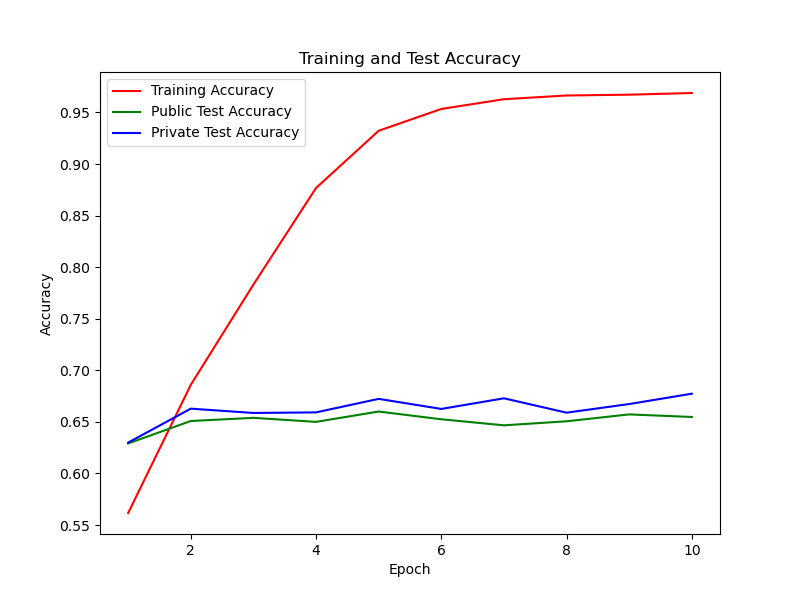 Training and Test Accuracy
Training Accuracy
Public Test Accuracy
Private Test Accuracy
Accuracy
0.95
0.90
0.85
0.80
0.75
0.70
0.65
0.60
0.55
2 4 6 8 10
Epoch